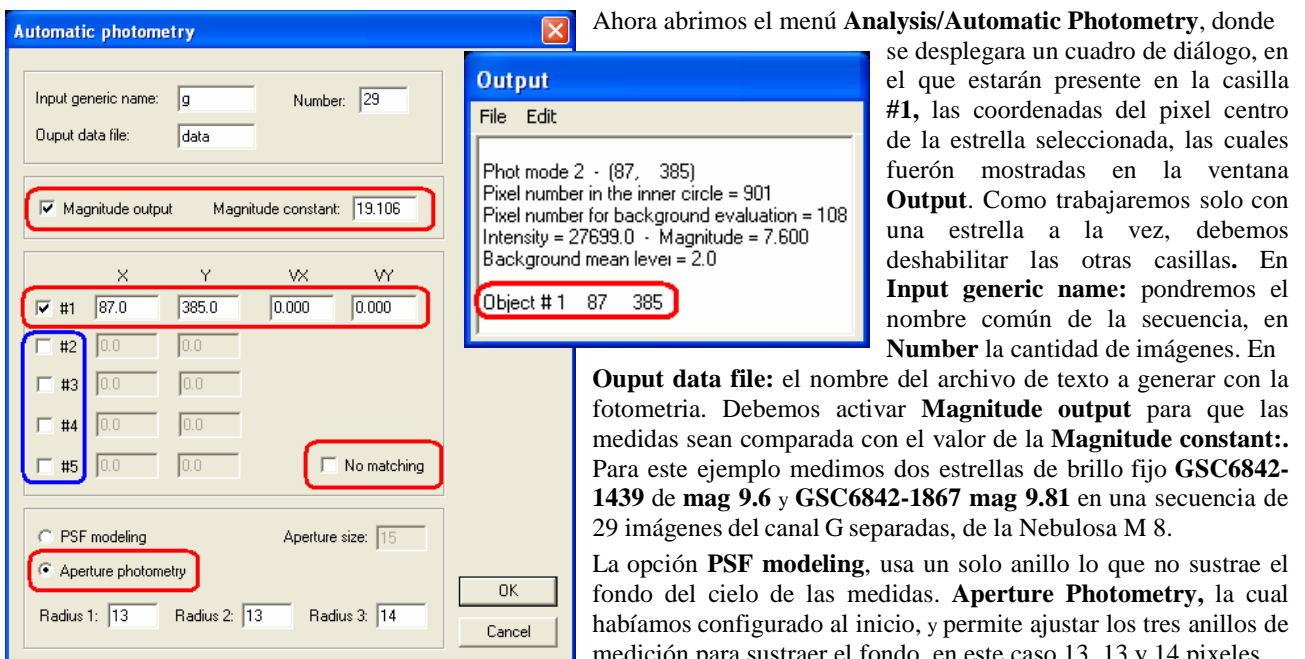 Automatic photometry
Input generic name: g Number: 29
Ouput data file: data
Magnitude output Magnitude constant: 19.106
X Y VX VY
#1 87.0 385.0 0.000 0.000
#2 0.0 0.0
#3 0.0 0.0
#4 0.0 0.0
#5 0.0 0.0 No matching
PSF modeling Aperture size: 15
Aperture photometry
Radius 1: 13 Radius 2: 13 Radius 3: 14
OK
Cancel
Output
File Edit
Phot mode 2 - (87, 385)
Pixel number in the inner circle = 901
Pixel number for background evaluation = 108
Intensity = 27699.0 - Magnitude = 7.600
Background mean level = 2.0
Object # 1 87 385
Ahora abrimos el menú Analysis/Automatic Photometry, donde
se desplegara un cuadro de diálogo, en
el que estarán presente en la casilla
#1, las coordenadas del pixel centro
de la estrella seleccionada, las cuales
fuerón mostradas en la ventana
Output. Como trabajaremos solo con
una estrella a la vez, debemos
deshabilitar las otras casillas. En
Input generic name: pondremos el
nombre común de la secuencia, en
Number la cantidad de imágenes. En
Ouput data file: el nombre del archivo de texto a generar con la
fotometria. Debemos activar Magnitude output para que las
medidas sean comparada con el valor de la Magnitude constant:.
Para este ejemplo medimos dos estrellas de brillo fijo GSC6842-
1439 de mag 9.6 y GSC6842-1867 mag 9.81 en una secuencia de
29 imágenes del canal G separadas, de la Nebulosa M 8.
La opción PSF modeling, usa un solo anillo lo que no sustrae el
fondo del cielo de las medidas. Aperture Photometry, la cual
habíamos configurado al inicio, y permite ajustar los tres anillos de
medición para sustraer el fondo, en este caso 13, 13 y 14 pixeles